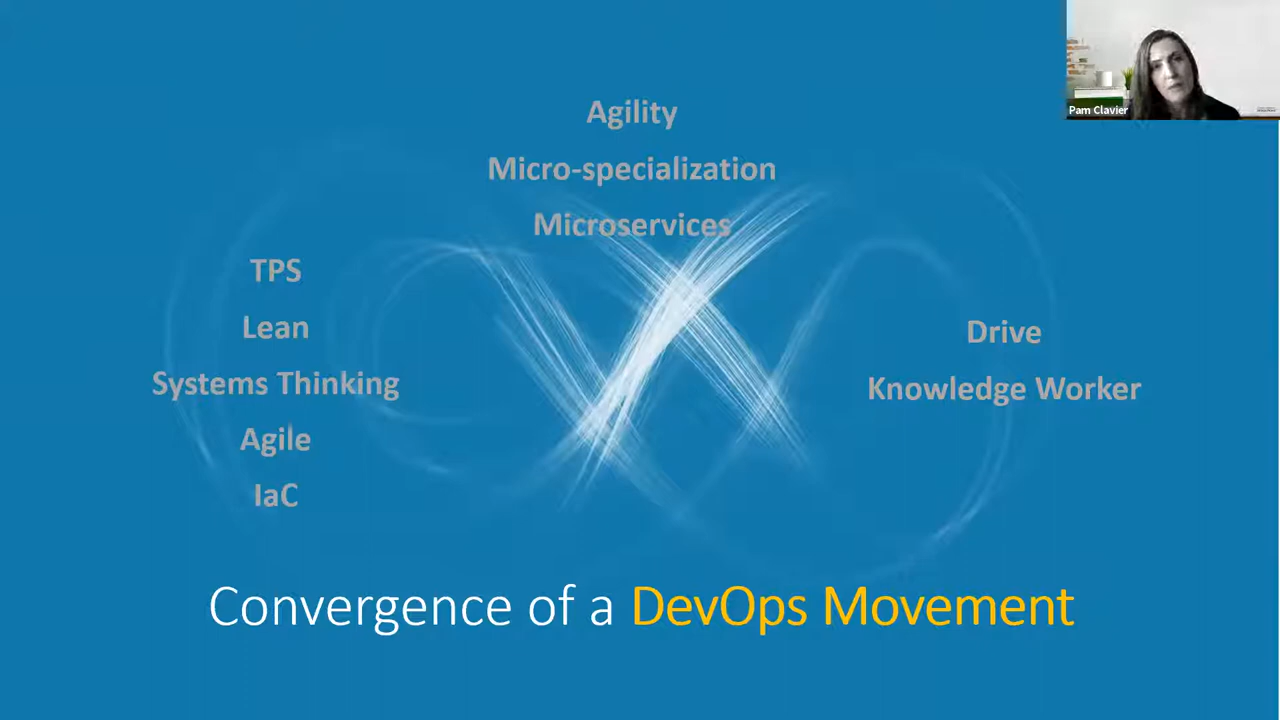 Pam Clavier
Agility
Micro-specialization
Microservices
TPS
Lean
Systems Thinking
Agile
IaC
Drive
Knowledge Worker
Convergence of a DevOps Movement